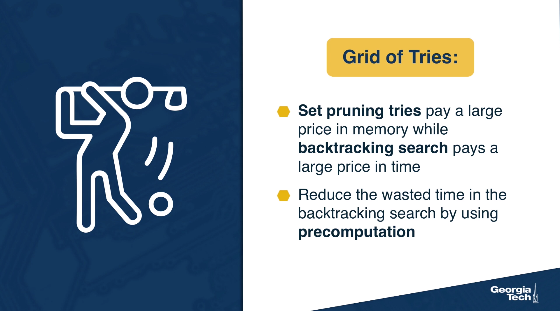 Grid of Tries:
Set pruning tries pay a large
price in memory while
backtracking search pays a
large price in time
Reduce the wasted time in the
backtracking search by using
precomputation
Georgia
Tech